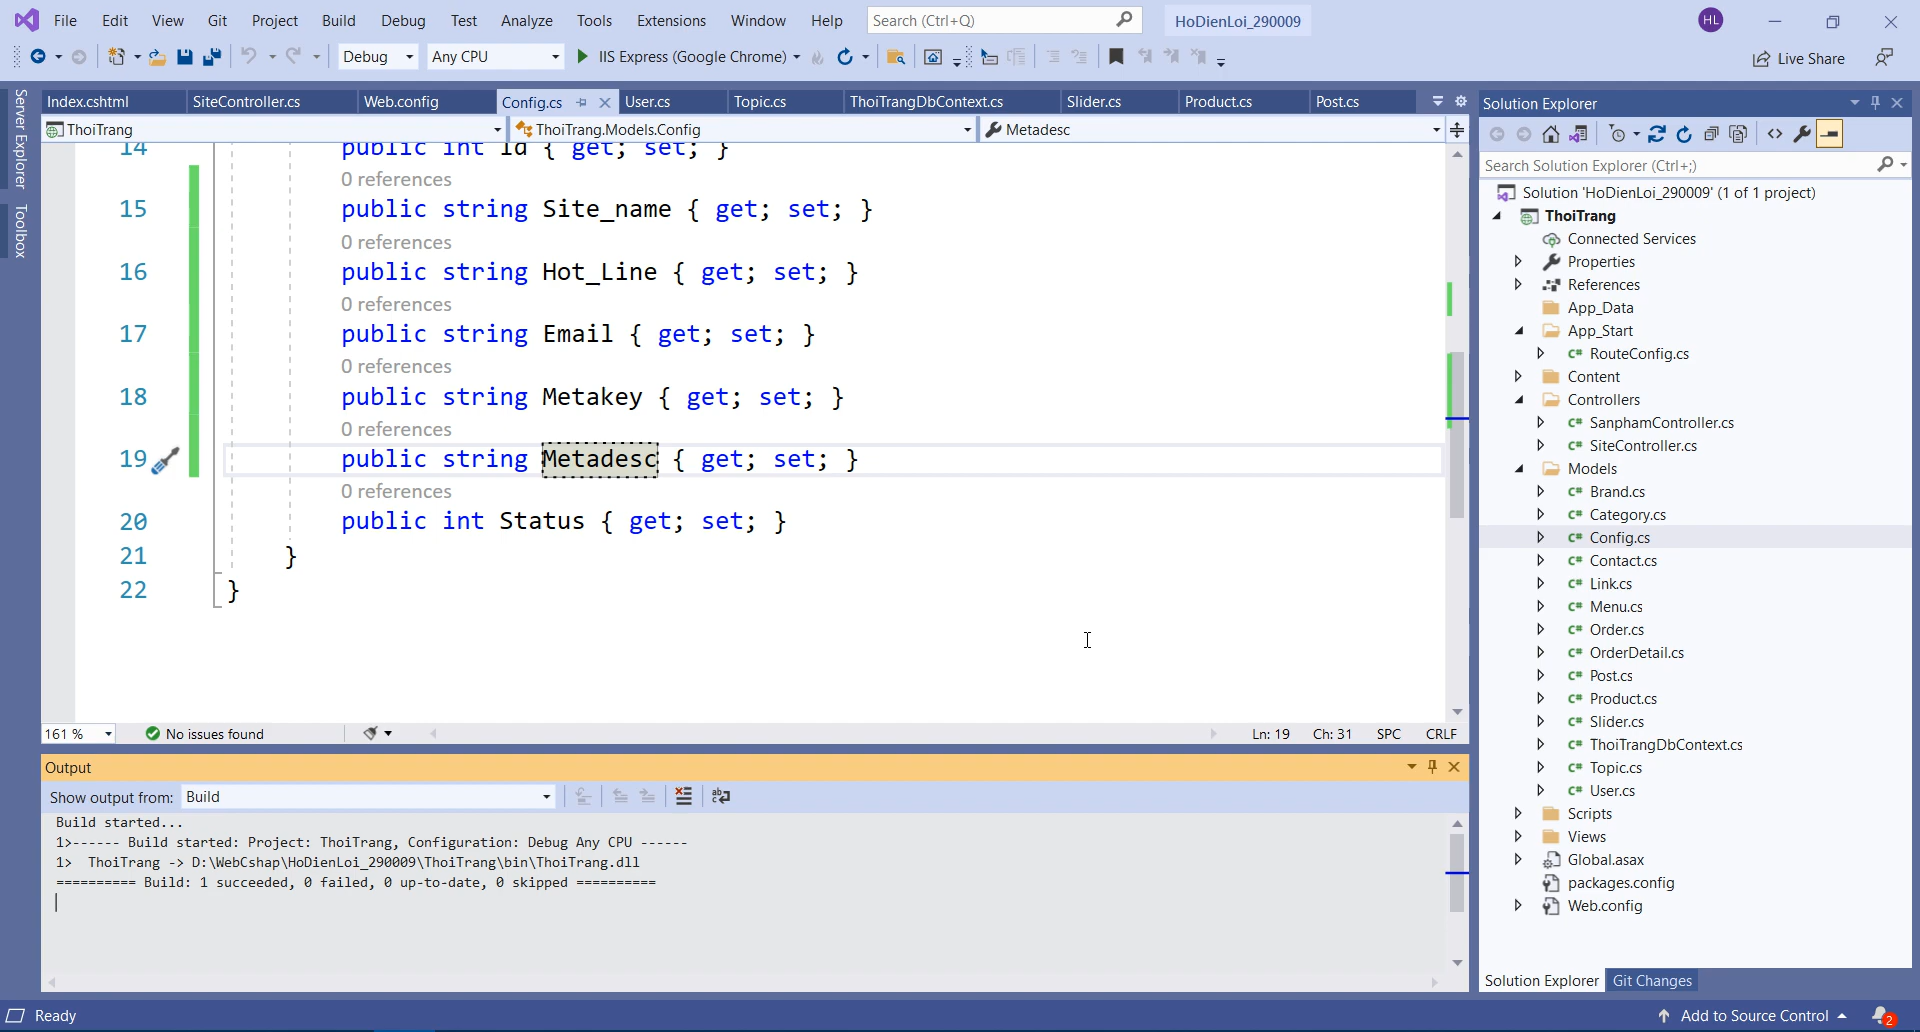 File Edit View Git Project Build Debug Test Analyze Tools Extensions Window Help Search (Ctrl+Q) HoDienLoi_290009 HL
Debug Any CPU IIS Express (Google Chrome) Live Share
Server Explorer
Toolbox
Index.cshtml SiteController.cs Web.config Config.cs User.cs Topic.cs ThoiTrangDbContext.cs Slider.cs Product.cs Post.cs
ThoiTrang ThoiTrang.Models.Config Metadesc
14 public int Id { get; set; }
0 references
15 public string Site_name { get; set; }
0 references
16 public string Hot_Line { get; set; }
0 references
17 public string Email { get; set; }
0 references
18 public string Metakey { get; set; }
0 references
19 public string Metadesc { get; set; }
0 references
20 public int Status { get; set; }
21 }
22 }
161 % No issues found Ln: 19 Ch: 31 SPC CRLF
Output
Show output from: Build
Build started...
1>------ Build started: Project: ThoiTrang, Configuration: Debug Any CPU ------
1> ThoiTrang -> D:\WebCshap\HoDienLoi_290009\ThoiTrang\bin\ThoiTrang.dll
========== Build: 1 succeeded, 0 failed, 0 up-to-date, 0 skipped ==========
Solution Explorer
Search Solution Explorer (Ctrl+;)
Solution 'HoDienLoi_290009' (1 of 1 project)
ThoiTrang
Connected Services
Properties
References
App_Data
App_Start
C# RouteConfig.cs
Content
Controllers
C# SanphamController.cs
C# SiteController.cs
Models
C# Brand.cs
C# Category.cs
C# Config.cs
C# Contact.cs
C# Link.cs
C# Menu.cs
C# Order.cs
C# OrderDetail.cs
C# Post.cs
C# Product.cs
C# Slider.cs
C# ThoiTrangDbContext.cs
C# Topic.cs
C# User.cs
Scripts
Views
Global.asax
packages.config
Web.config
Solution Explorer Git Changes
Ready Add to Source Control 2